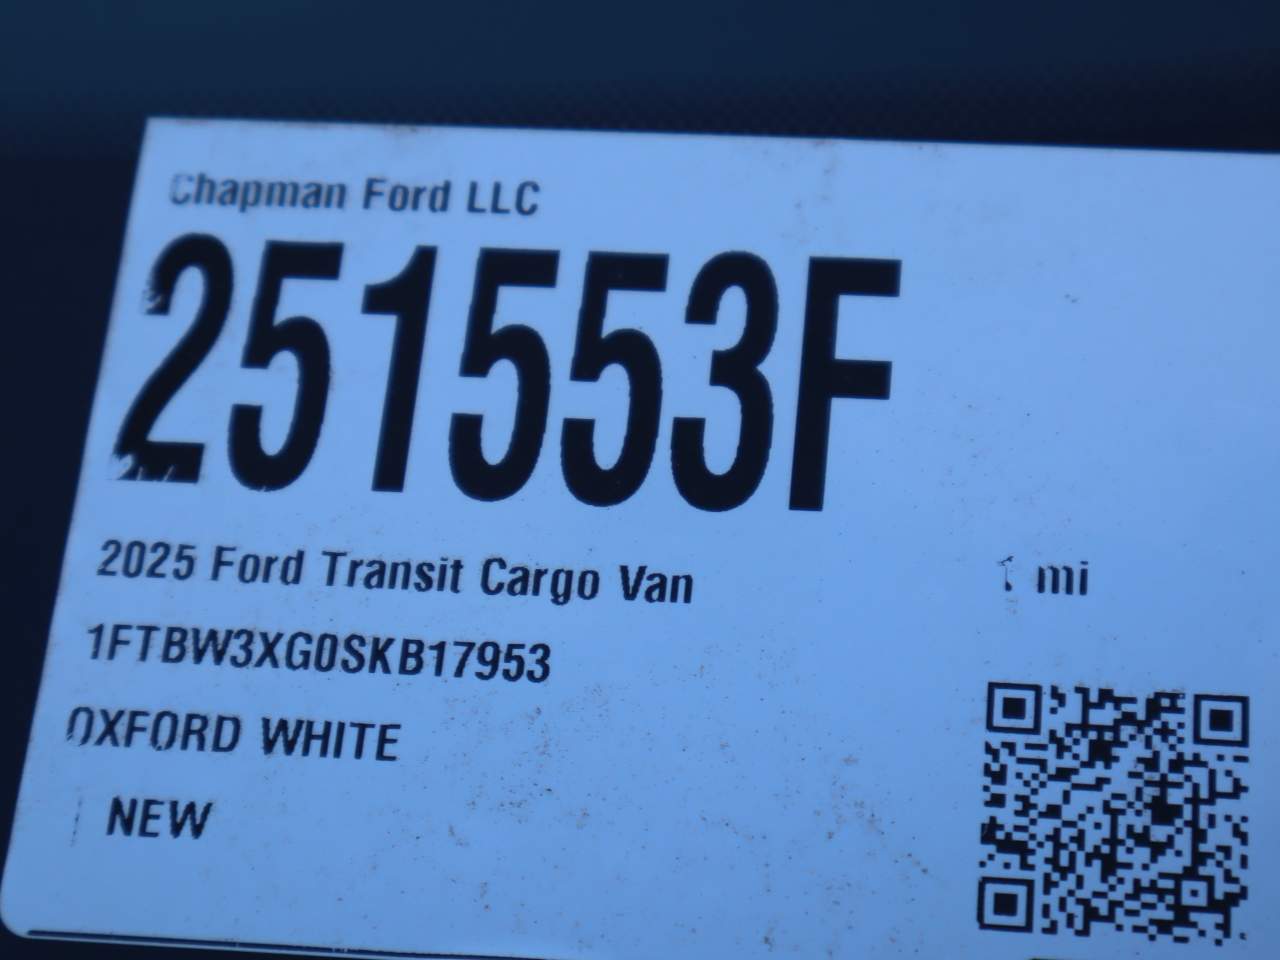 Chapman Ford LLC
251553F
2025 Ford Transit Cargo Van
1 mi
1FTBW3XG0SKB17953
OXFORD WHITE
NEW